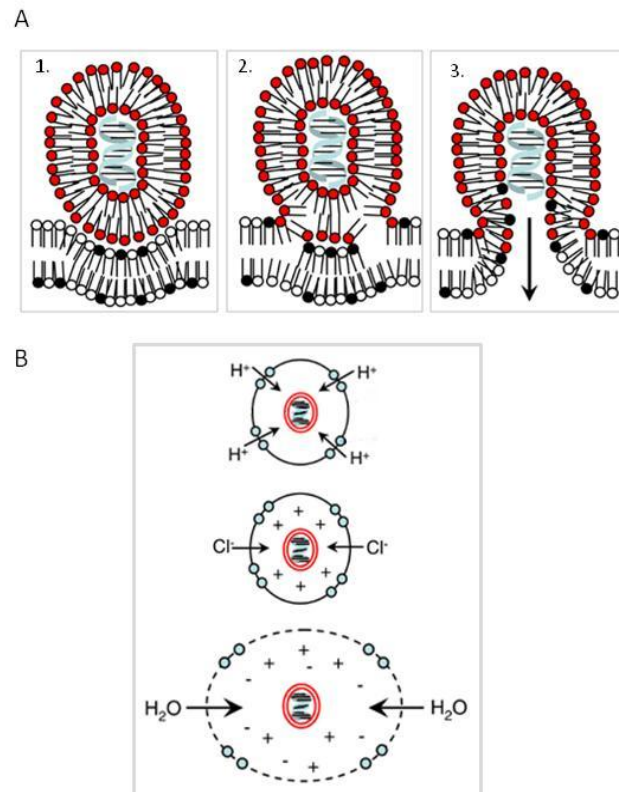 A
1. 2. 3.
B
H+ H+
H+ H+
+
+ +
Cl- + + Cl-
+ +
+
+
+ - +
- -
H₂O + + H₂O
- -
+ + -
- +